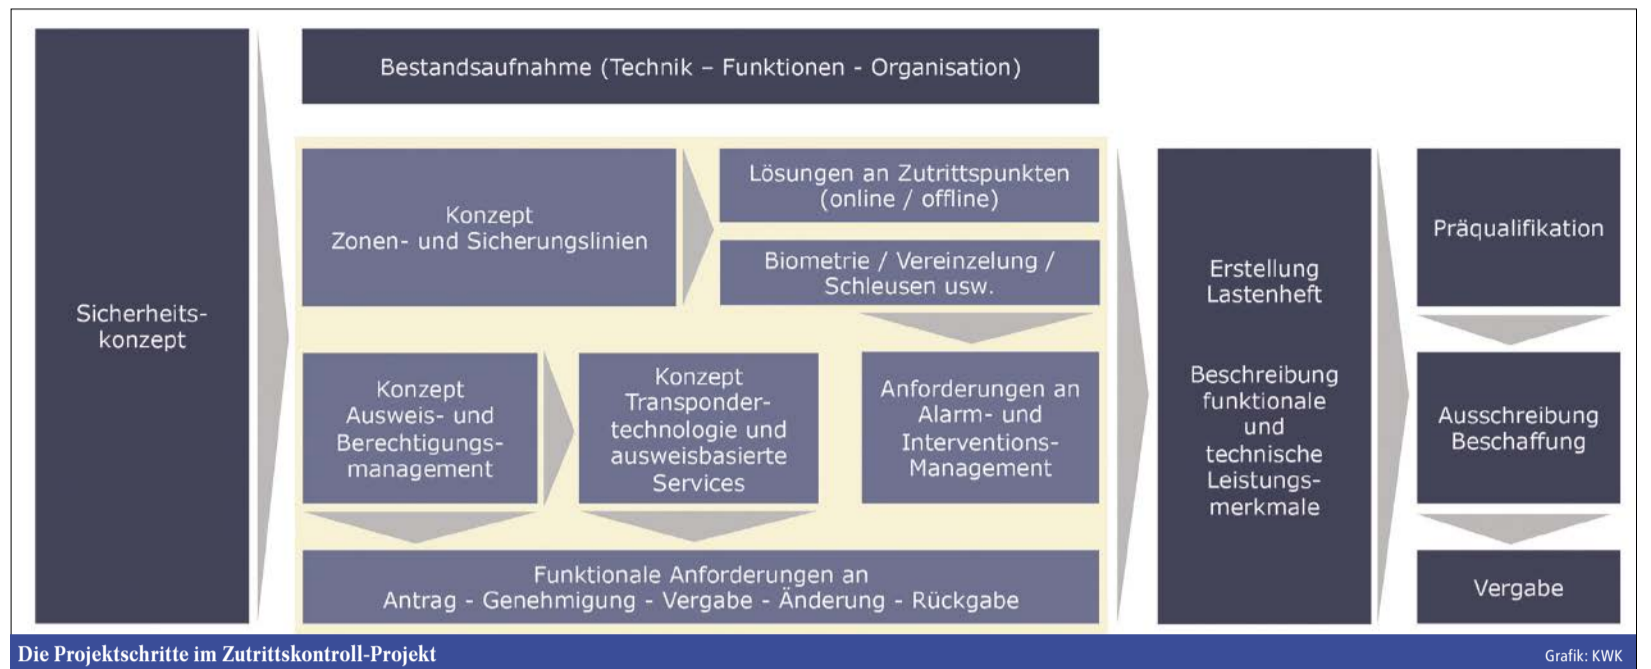 Sicherheits-
konzept
Bestandsaufnahme (Technik – Funktionen - Organisation)
Konzept
Zonen- und Sicherungslinien
Lösungen an Zutrittspunkten
(online / offline)
Biometrie / Vereinzelung /
Schleusen usw.
Konzept
Ausweis- und
Berechtigungs-
management
Konzept
Transponder-
technologie und
ausweisbasierte
Services
Anforderungen an
Alarm- und
Interventions-
Management
Funktionale Anforderungen an
Antrag - Genehmigung - Vergabe - Änderung - Rückgabe
Erstellung
Lastenheft
Beschreibung
funktionale
und
technische
Leistungs-
merkmale
Präqualifikation
Ausschreibung
Beschaffung
Vergabe
Die Projektschritte im Zutrittskontroll-Projekt
Grafik: KWK